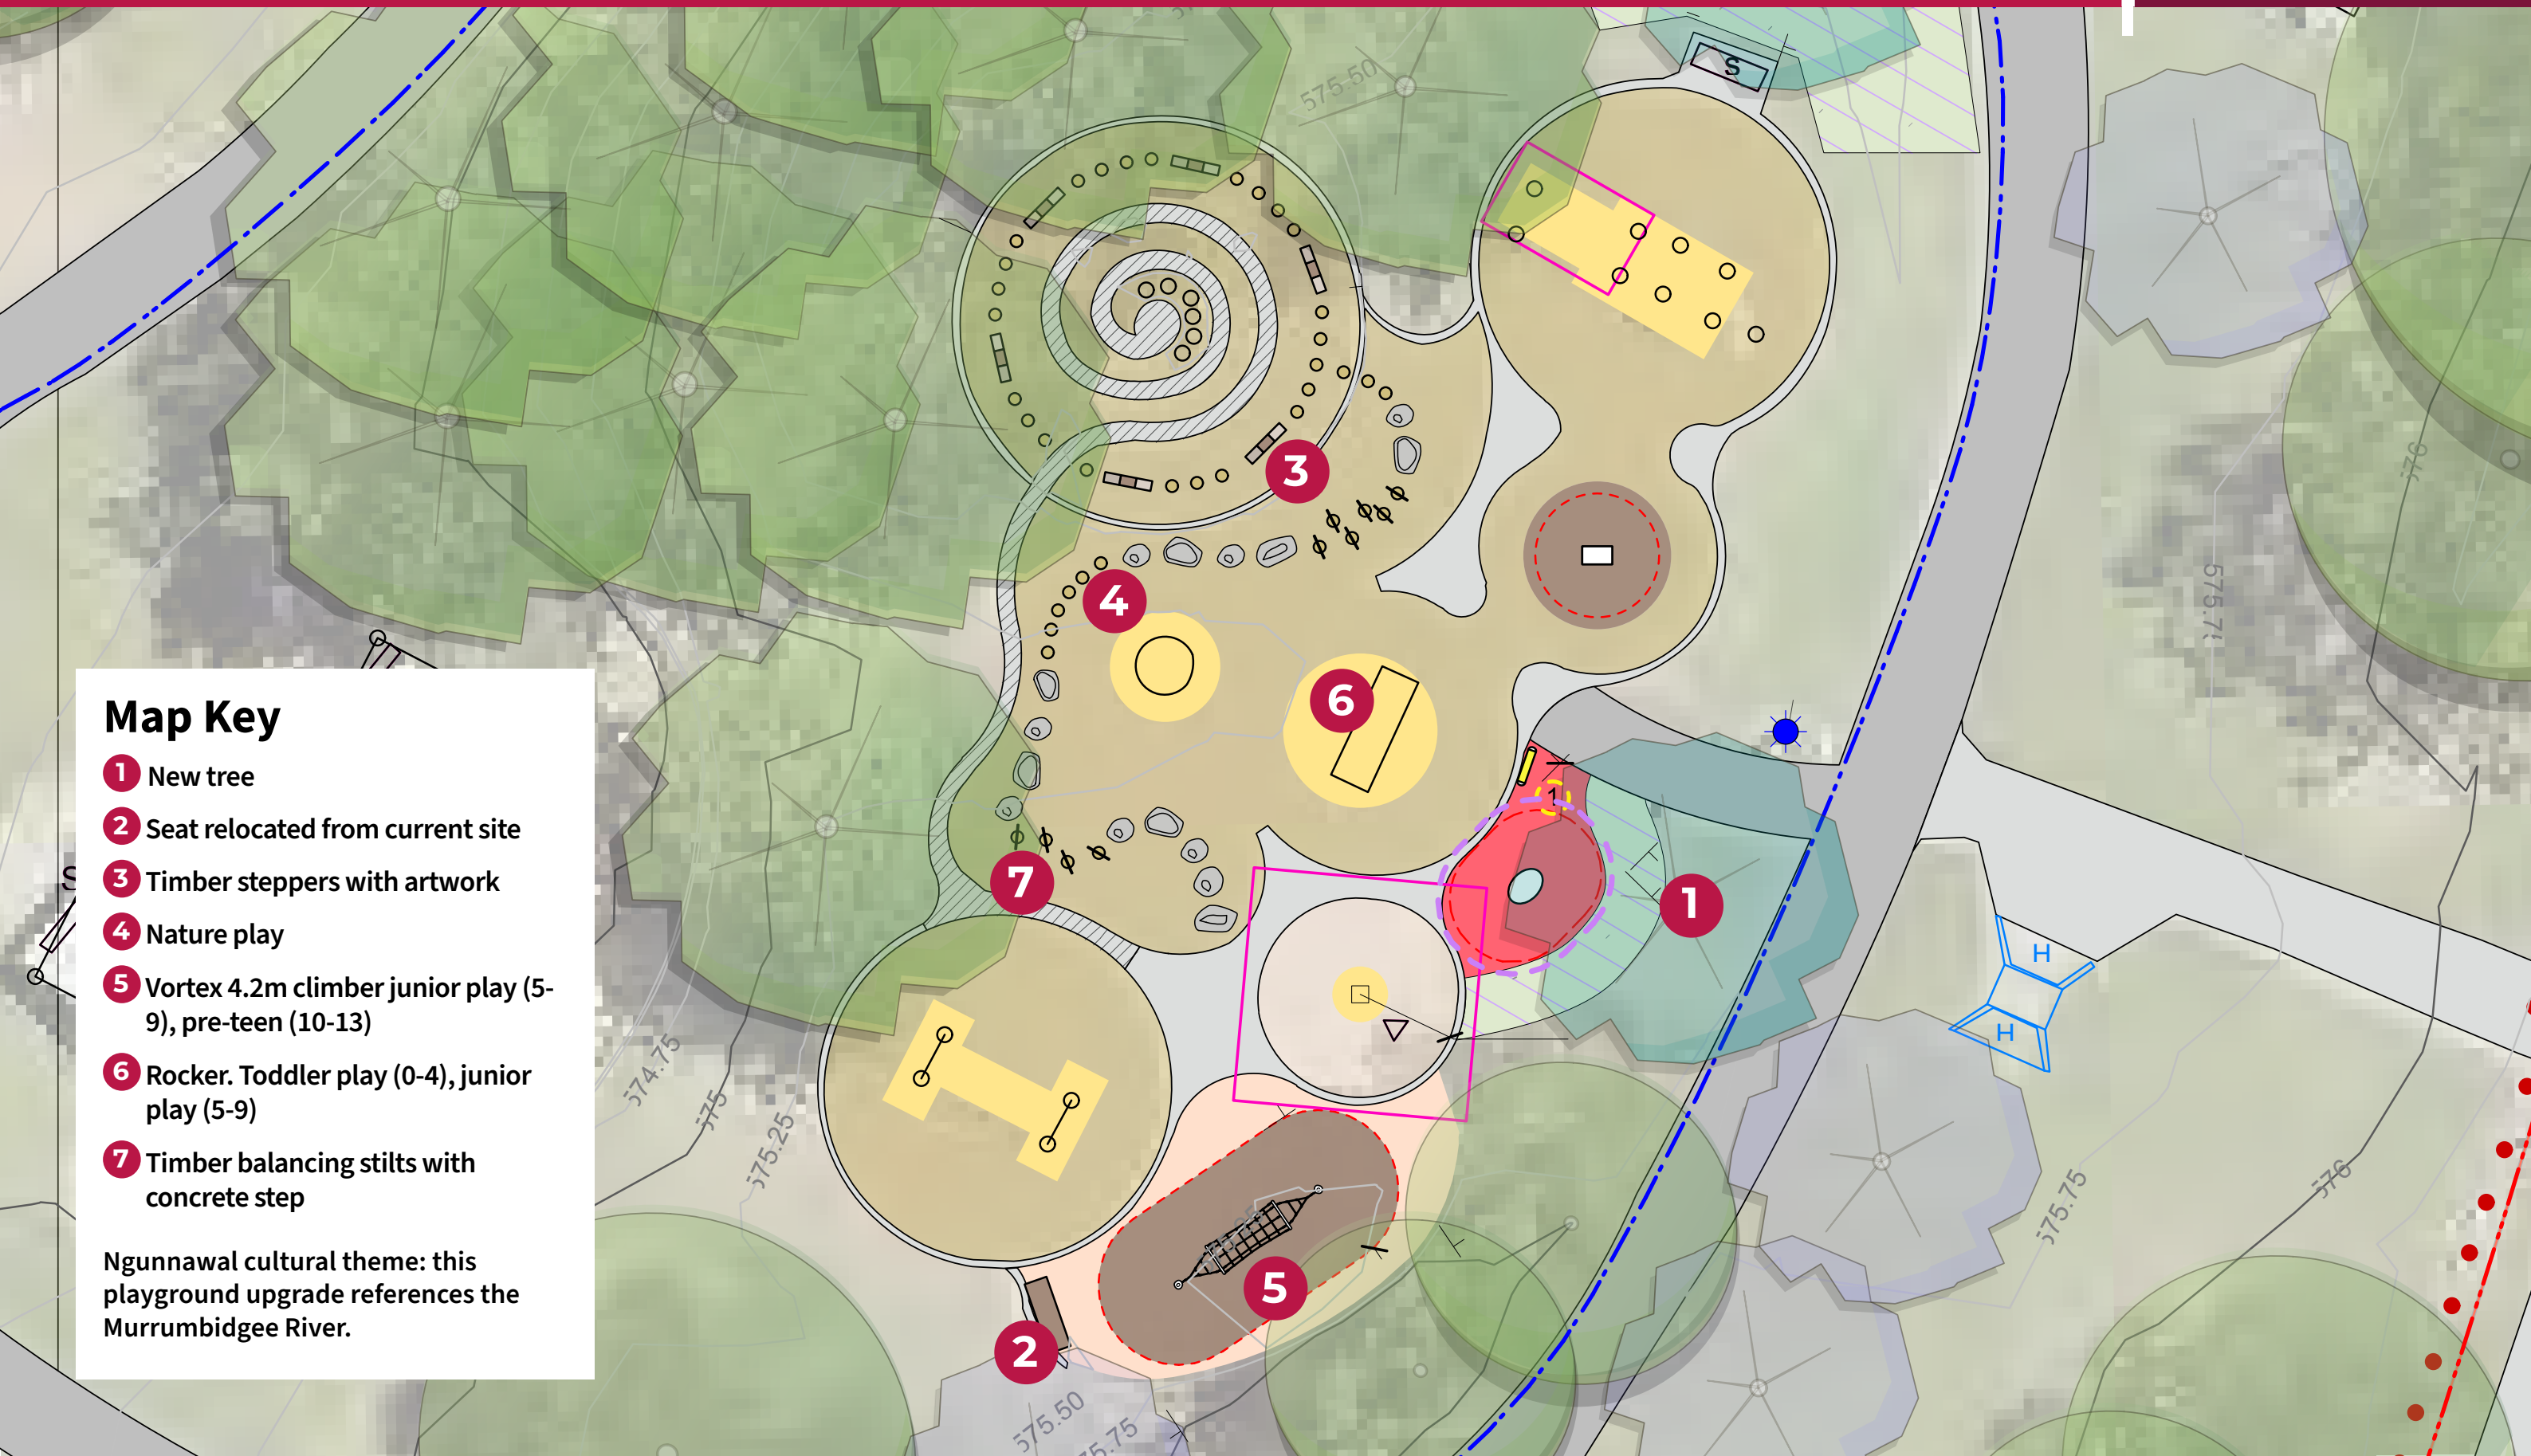 575.50
S
576
575.7
3
4
6
1
7
1
S
Map Key
1 New tree
2 Seat relocated from current site
3 Timber steppers with artwork
4 Nature play
5 Vortex 4.2m climber junior play (5-
9), pre-teen (10-13)
6 Rocker. Toddler play (0-4), junior
play (5-9)
7 Timber balancing stilts with
concrete step
Ngunnawal cultural theme: this
playground upgrade references the
Murrumbidgee River.
H
H
574.75
575
575.25
575.75
576
5
2
575.50